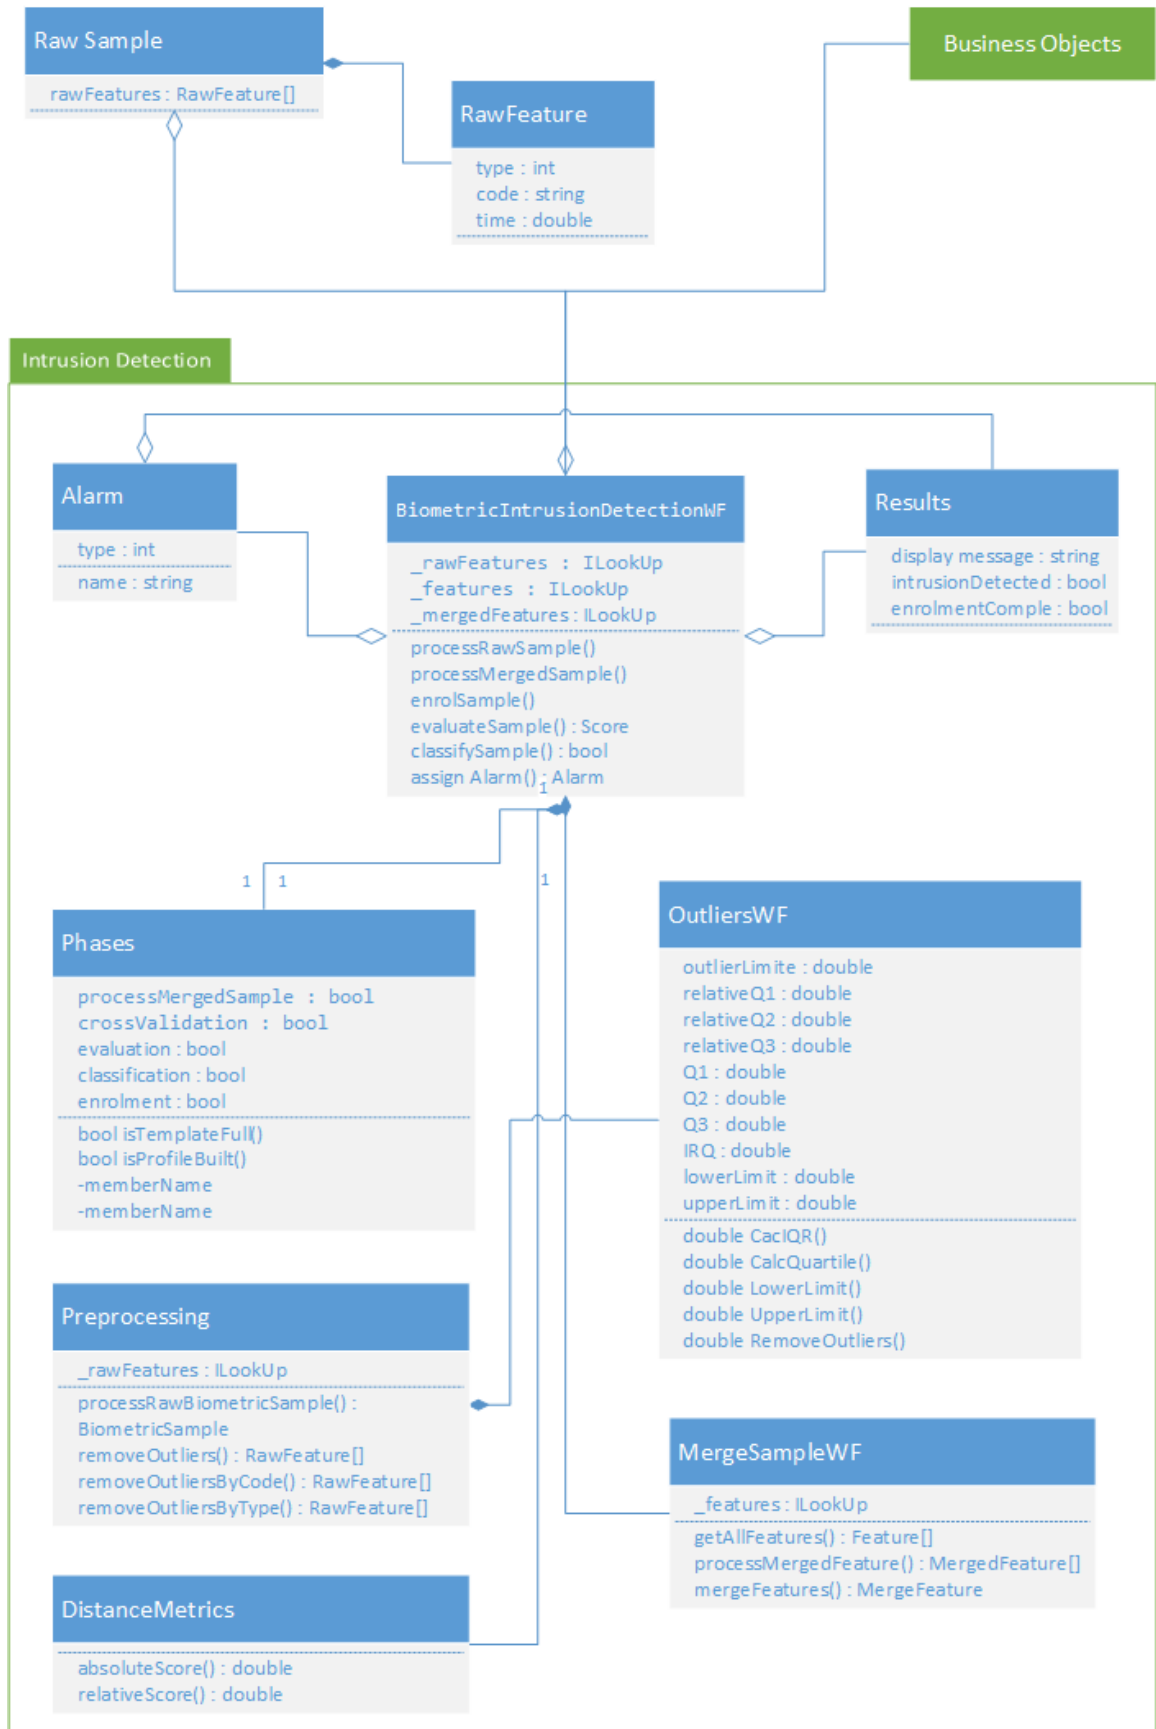 Raw Sample
rawFeatures : RawFeature[]
Business Objects
RawFeature
type : int
code : string
time : double
Intrusion Detection
Alarm
type : int
name : string
BiometricIntrusionDetectionWF
_rawFeatures : ILookUp
_features : ILookUp
_mergedFeatures : ILookUp
processRawSample()
processMergedSample()
enrolSample()
evaluateSample() : Score
classifySample() : bool
assign Alarm() : Alarm
Results
display message : string
intrusionDetected : bool
enrolmentComple : bool
1
1
1
1
Phases
processMergedSample : bool
crossValidation : bool
evaluation : bool
classification : bool
enrolment : bool
bool isTemplateFull()
bool isProfileBuilt()
-memberName
-memberName
OutliersWF
outlierLimite : double
relativeQ1 : double
relativeQ2 : double
relativeQ3 : double
Q1 : double
Q2 : double
Q3 : double
IRQ : double
lowerLimit : double
upperLimit : double
double CaclQR()
double CalcQuartile()
double LowerLimit()
double UpperLimit()
double RemoveOutliers()
Preprocessing
_rawFeatures : ILookUp
processRawBiometricSample() :
BiometricSample
removeOutliers() : RawFeature[]
removeOutliersByCode() : RawFeature[]
removeOutliersByType() : RawFeature[]
MergeSampleWF
_features : ILookUp
getAllFeatures() : Feature[]
processMergedFeature() : MergedFeature[]
mergeFeatures() : MergeFeature
DistanceMetrics
absoluteScore() : double
relativeScore() : double